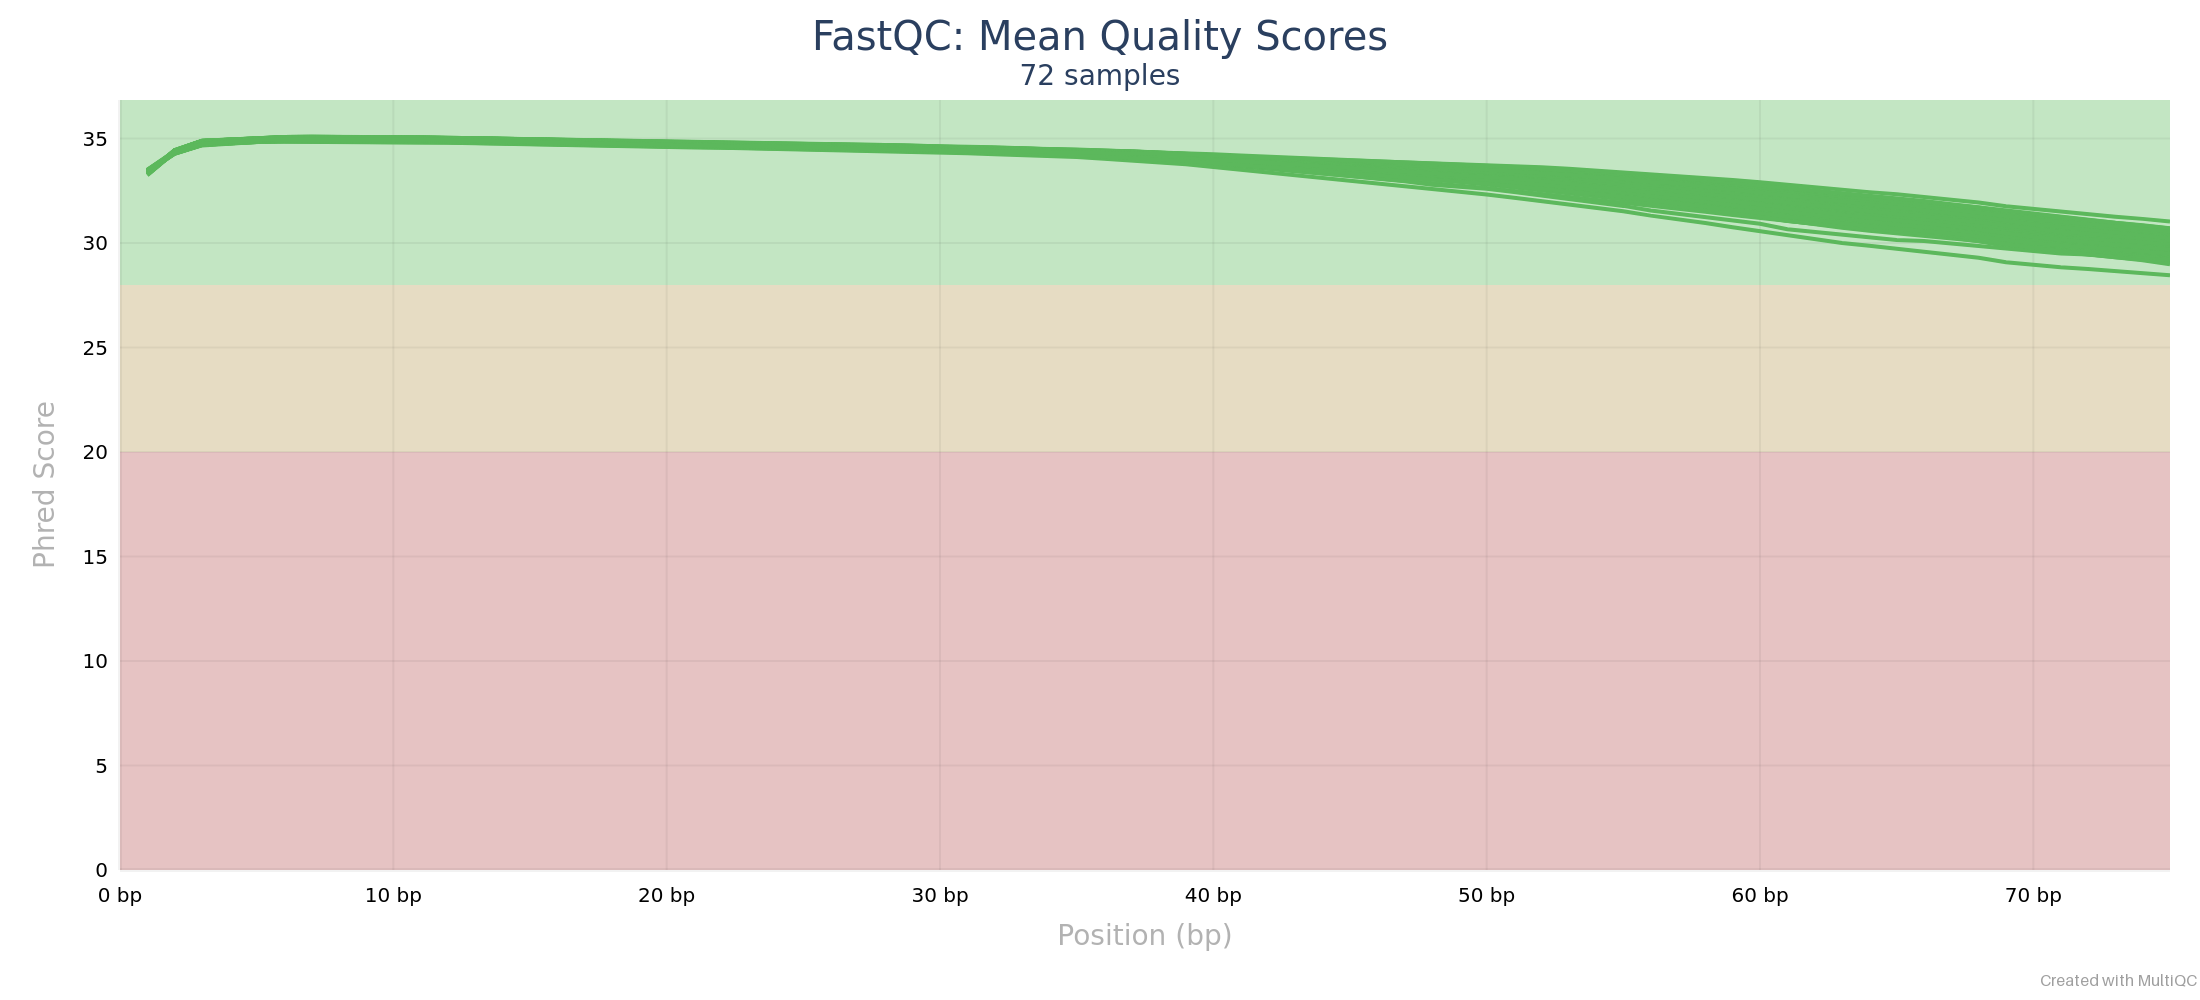 FastQC: Mean Quality Scores
72 samples
35
30
25
20
15
10
5
0
Phred Score
0 bp
10 bp
20 bp
30 bp
40 bp
50 bp
60 bp
70 bp
Position (bp)
Created with MultiQC